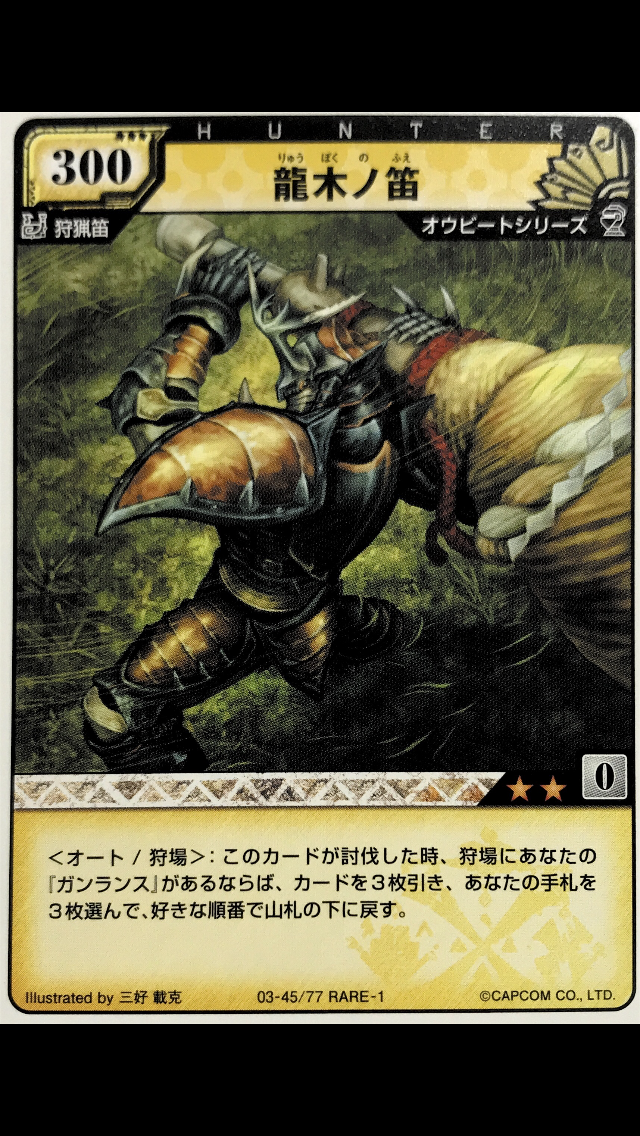 HUNTER
300
りゅう ぼく の ふえ
龍木ノ笛
狩猟笛
オウビートシリーズ
0
＜オート / 狩場＞：このカードが討伐した時、狩場にあなたの
『ガンランス』があるならば、カードを３枚引き、あなたの手札を
３枚選んで､好きな順番で山札の下に戻す。
Illustrated by 三好 載克
03-45/77 RARE-1
©CAPCOM CO., LTD.